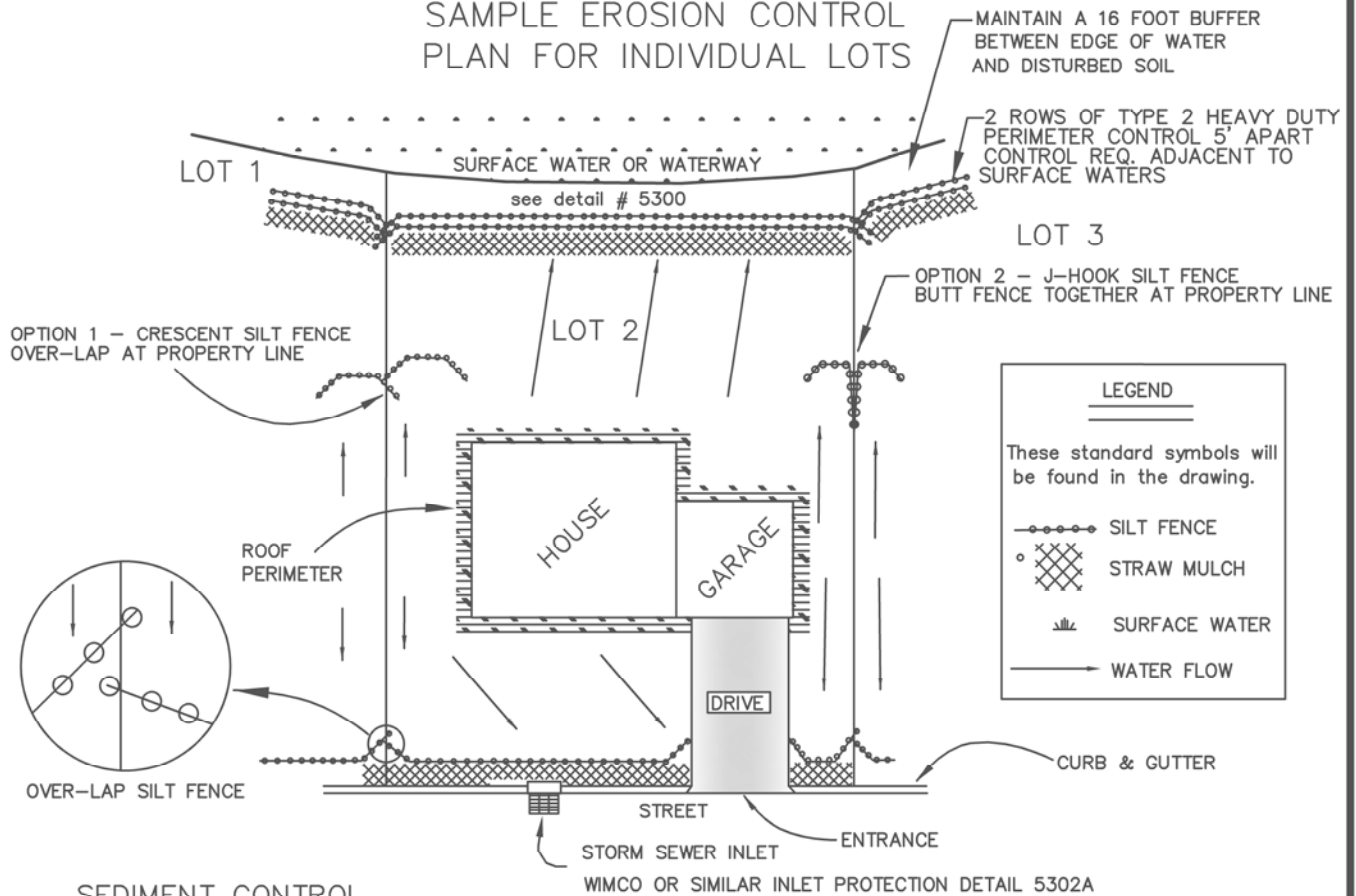 SAMPLE EROSION CONTROL
PLAN FOR INDIVIDUAL LOTS
MAINTAIN A 16 FOOT BUFFER
BETWEEN EDGE OF WATER
AND DISTURBED SOIL
2 ROWS OF TYPE 2 HEAVY DUTY
PERIMETER CONTROL 5' APART
CONTROL REQ. ADJACENT TO
SURFACE WATERS
LOT 1
SURFACE WATER OR WATERWAY
see detail # 5300
LOT 3
OPTION 2 – J-HOOK SILT FENCE
BUTT FENCE TOGETHER AT PROPERTY LINE
OPTION 1 – CRESCENT SILT FENCE
OVER-LAP AT PROPERTY LINE
LOT 2
LEGEND
These standard symbols will
be found in the drawing.
SILT FENCE
STRAW MULCH
SURFACE WATER
WATER FLOW
HOUSE
GARAGE
ROOF
PERIMETER
DRIVE
OVER-LAP SILT FENCE
CURB & GUTTER
STREET
ENTRANCE
STORM SEWER INLET
WIMCO OR SIMILAR INLET PROTECTION DETAIL 5302A
SEDIMENT CONTROL